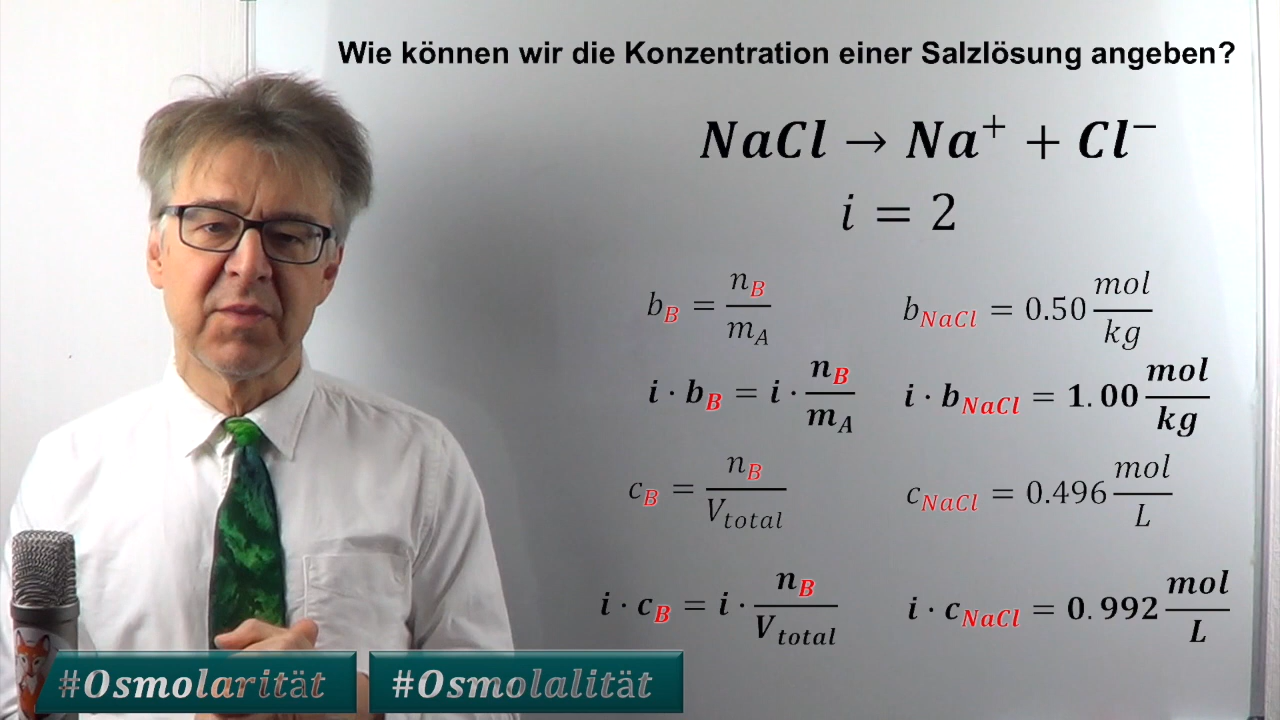 Wie können wir die Konzentration einer Salzlösung angeben?
NaCl → Na⁺ + Cl⁻
i = 2
b_B = n_B / m_A    b_NaCl = 0.50 mol / kg
i · b_B = i · n_B / m_A    i · b_NaCl = 1.00 mol / kg
c_B = n_B / V_total    c_NaCl = 0.496 mol / L
i · c_B = i · n_B / V_total    i · c_NaCl = 0.992 mol / L
#Osmolarität    #Osmolalität